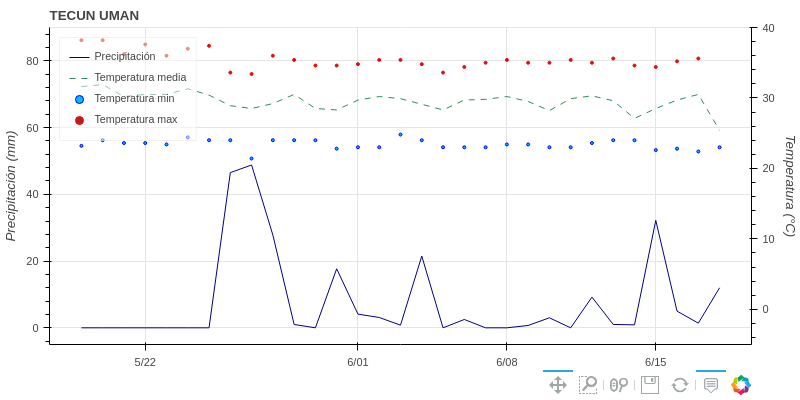 TECUN UMAN
Precipitación
Temperatura media
Temperatura min
Temperatura max
80
60
40
20
0
Precipitación (mm)
40
30
20
10
0
Temperatura (°C)
5/22
6/01
6/08
6/15